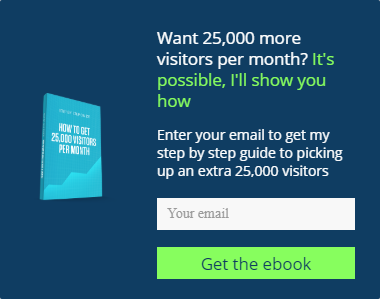 Want 25,000 more
visitors per month? It's
possible, I'll show you
how
HOW TO GET
25,000 VISITORS
PER MONTH
Enter your email to get my
step by step guide to picking
up an extra 25,000 visitors
Your email
Get the ebook